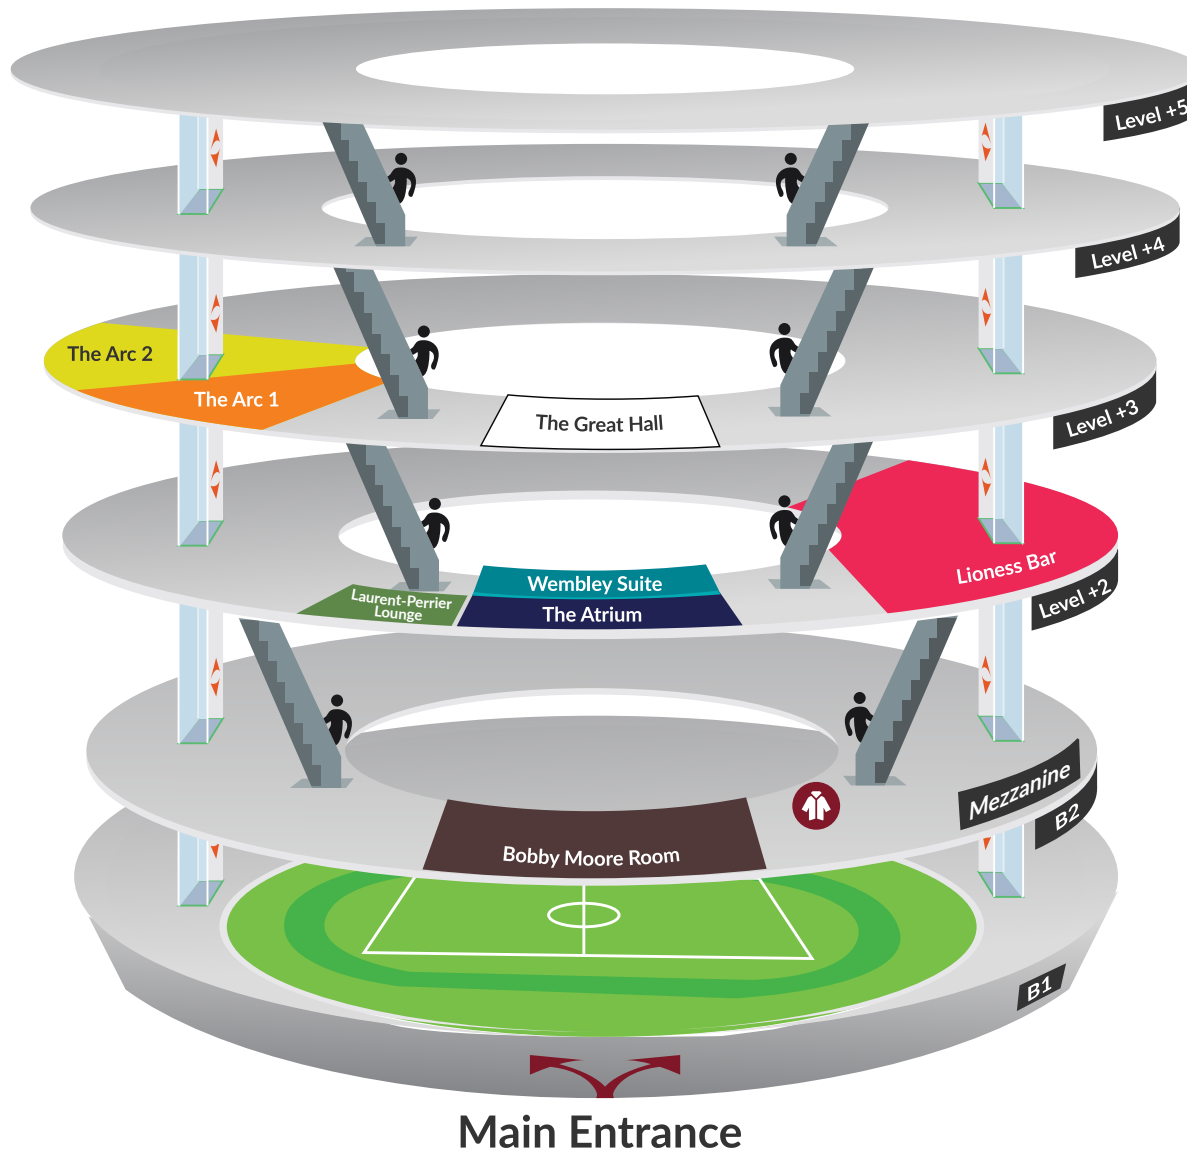 Level +5
Level +4
The Arc 2
The Arc 1
The Great Hall
Level +3
Wembley Suite
The Atrium
Laurent-Perrier
Lounge
Lioness Bar
Level +2
Mezzanine
B2
Bobby Moore Room
B1
Main Entrance